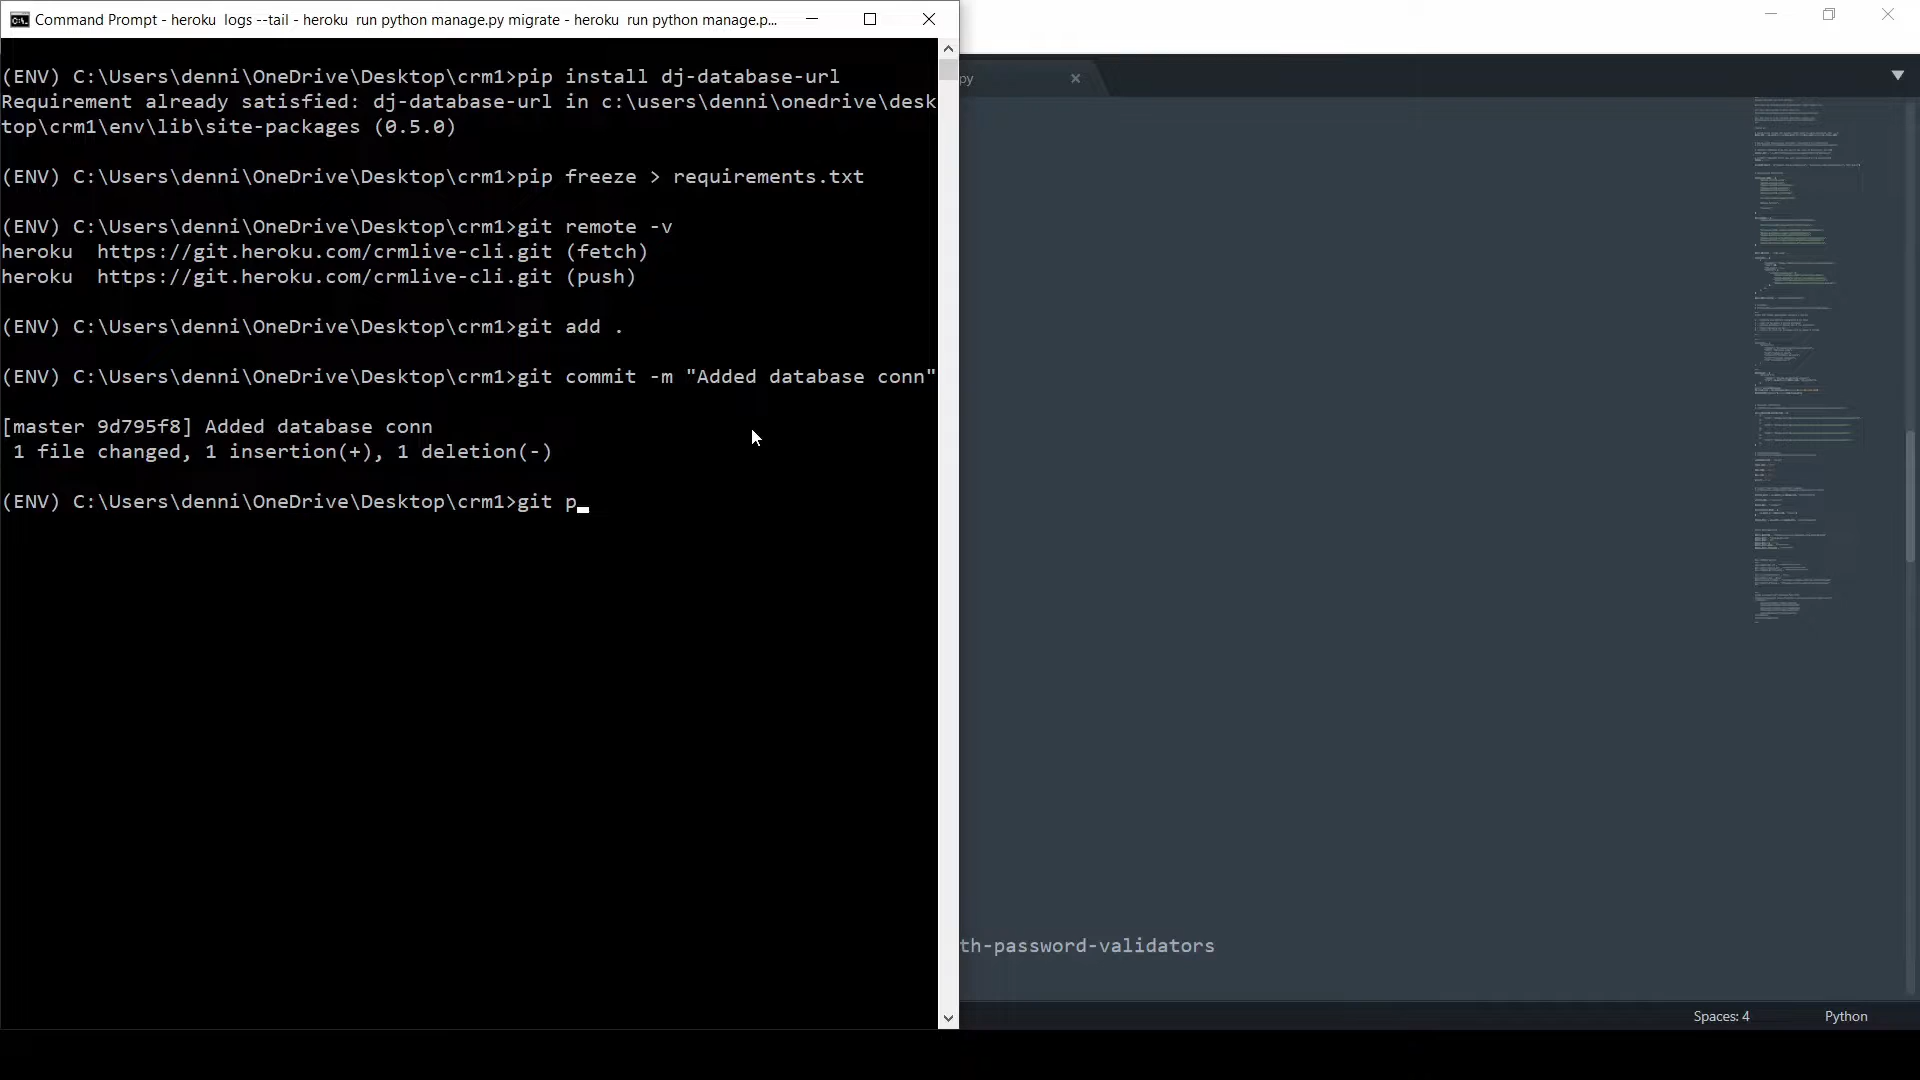 Command Prompt - heroku  logs --tail - heroku  run python manage.py migrate - heroku  run python manage.p...
(ENV) C:\Users\denni\OneDrive\Desktop\crm1>pip install dj-database-url
Requirement already satisfied: dj-database-url in c:\users\denni\onedrive\desk
top\crm1\env\lib\site-packages (0.5.0)
(ENV) C:\Users\denni\OneDrive\Desktop\crm1>pip freeze > requirements.txt
(ENV) C:\Users\denni\OneDrive\Desktop\crm1>git remote -v
heroku  https://git.heroku.com/crmlive-cli.git (fetch)
heroku  https://git.heroku.com/crmlive-cli.git (push)
(ENV) C:\Users\denni\OneDrive\Desktop\crm1>git add .
(ENV) C:\Users\denni\OneDrive\Desktop\crm1>git commit -m "Added database conn"
[master 9d795f8] Added database conn
 1 file changed, 1 insertion(+), 1 deletion(-)
(ENV) C:\Users\denni\OneDrive\Desktop\crm1>git p
py
th-password-validators
Spaces: 4
Python